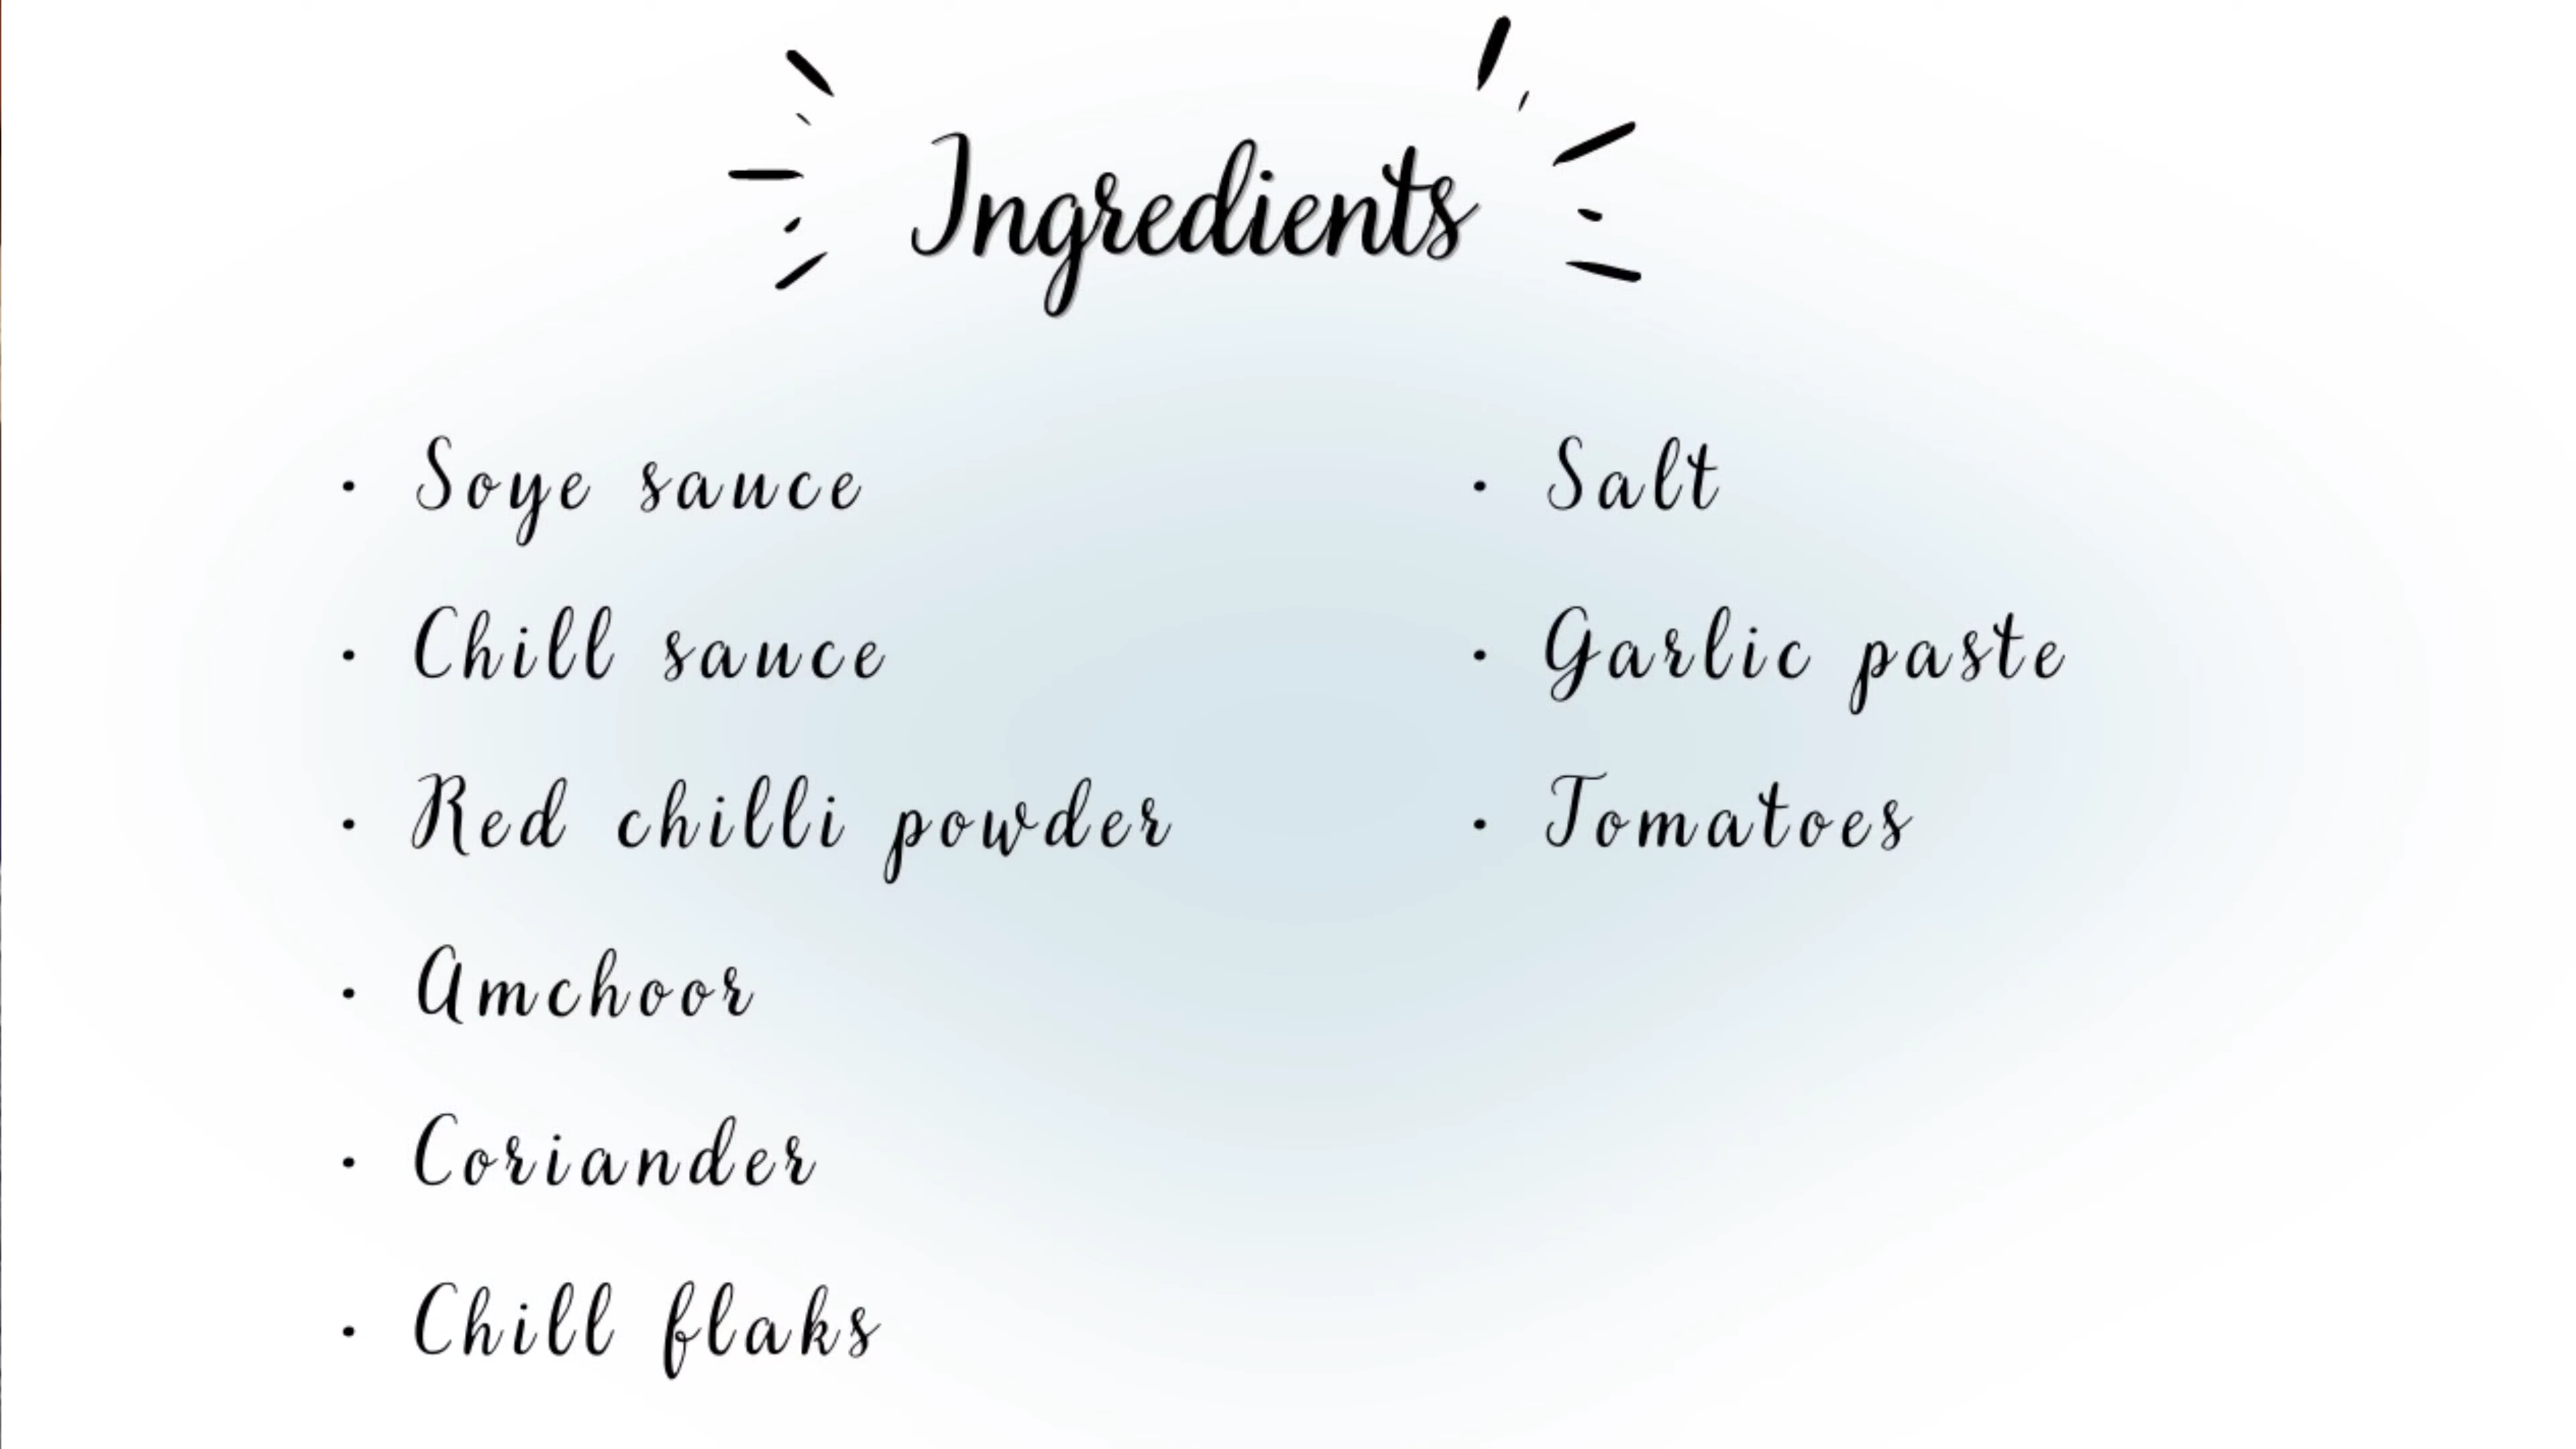 Ingredients
• Soye sauce
• Chill sauce
• Red chilli powder
• Amchoor
• Coriander
• Chill flaks
• Salt
• Garlic paste
• Tomatoes